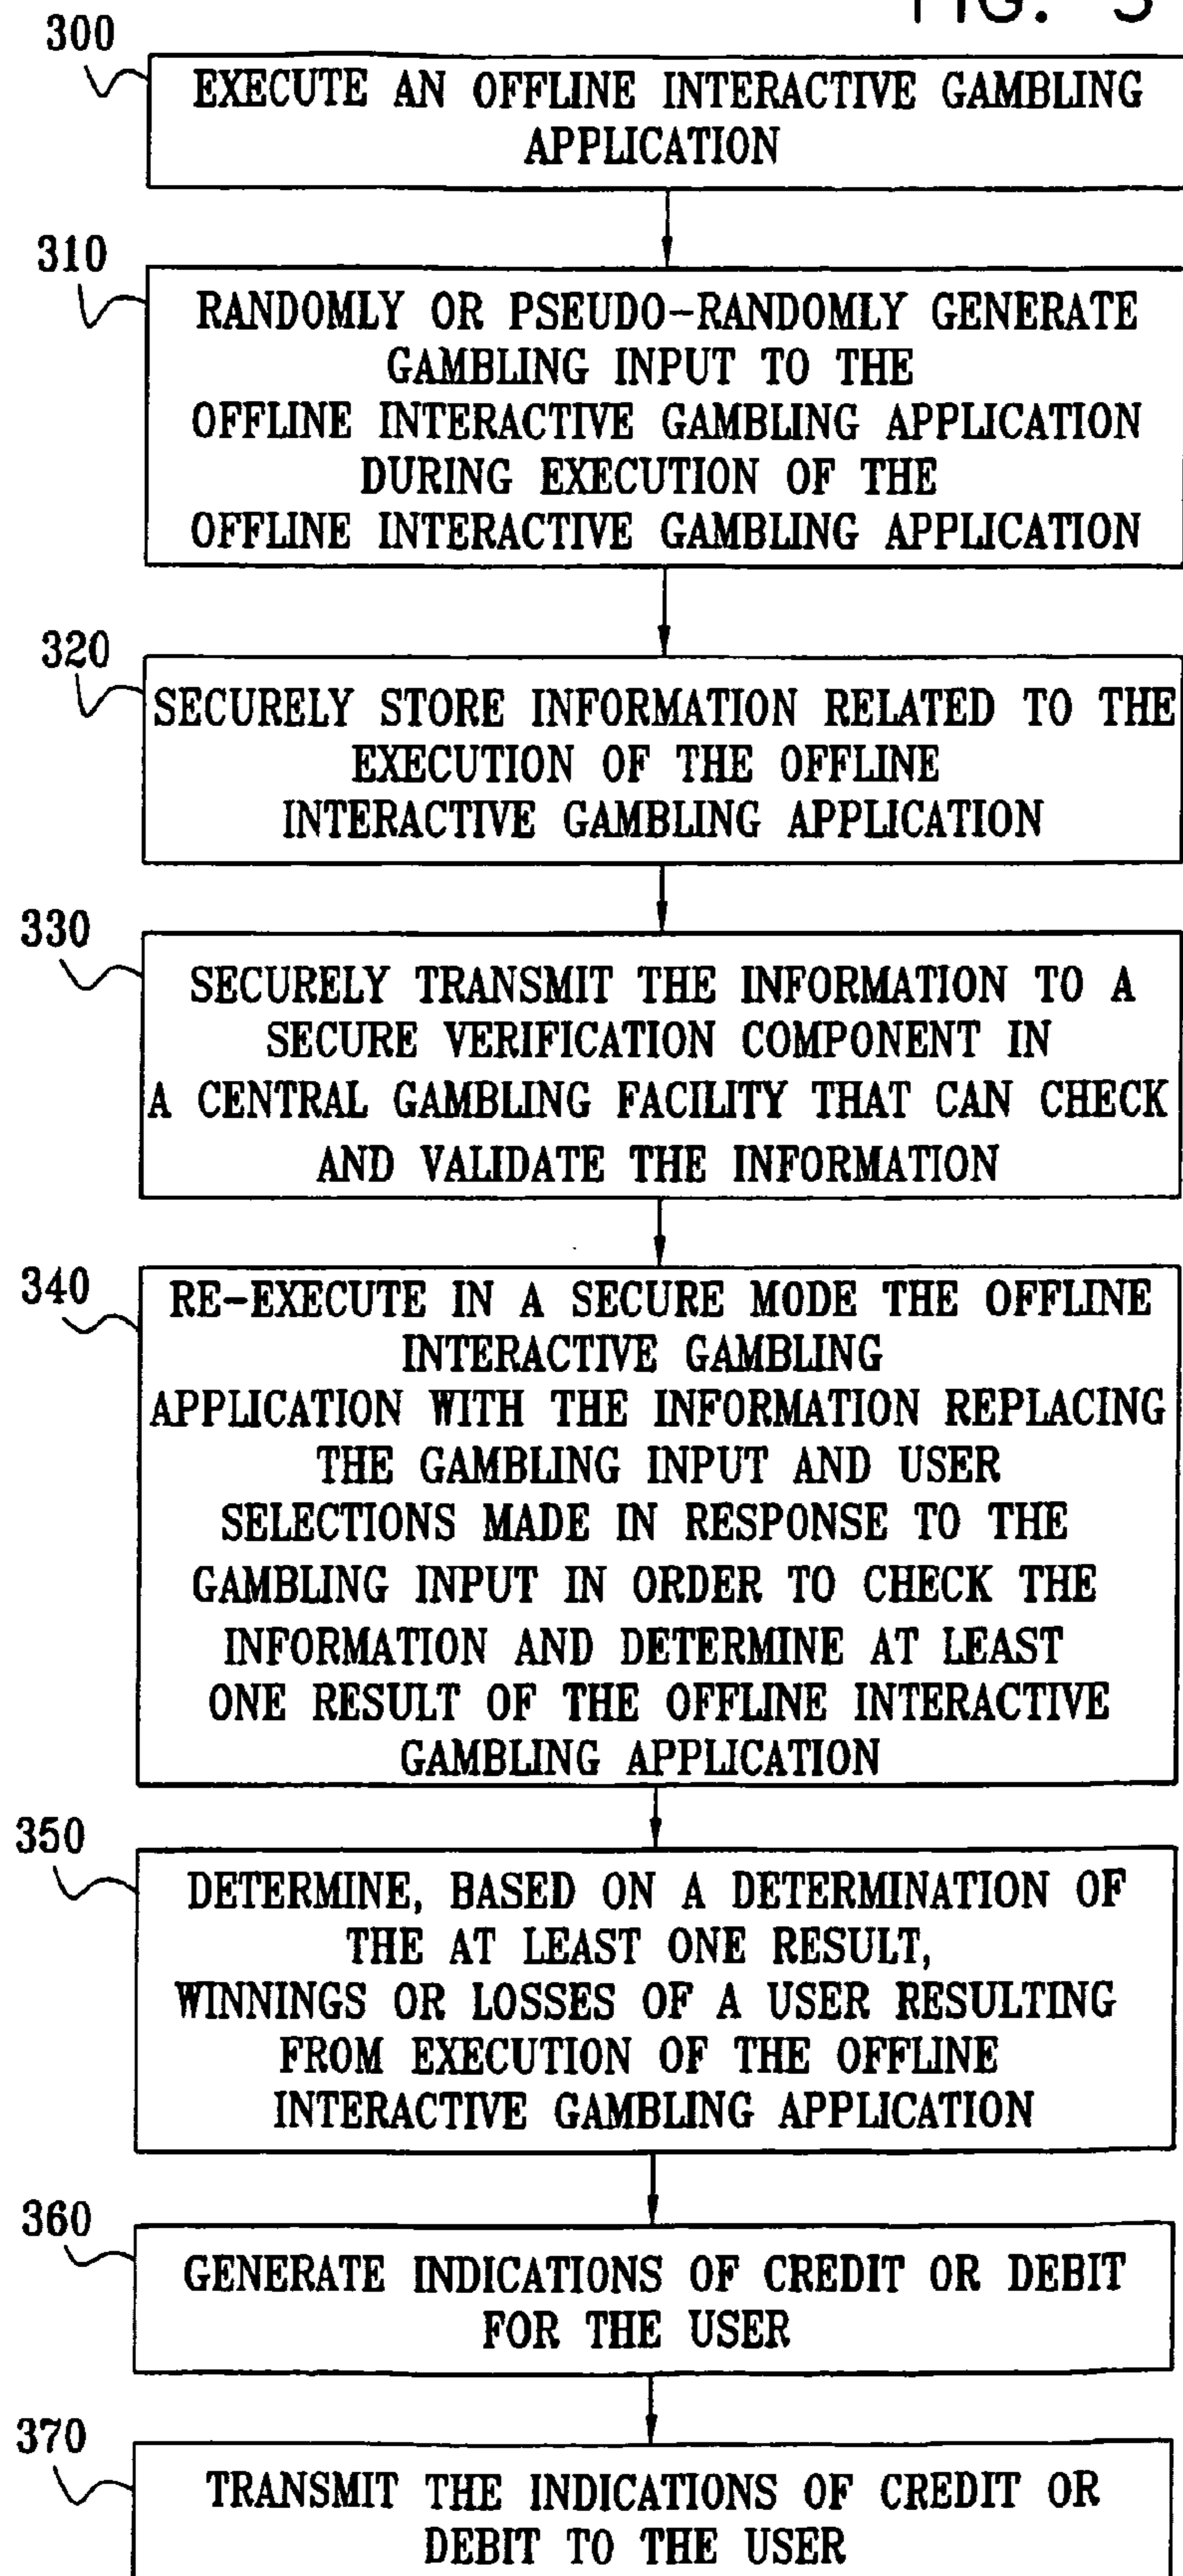 FIG. 3
300
EXECUTE AN OFFLINE INTERACTIVE GAMBLING
APPLICATION
310
RANDOMLY OR PSEUDO-RANDOMLY GENERATE
GAMBLING INPUT TO THE
OFFLINE INTERACTIVE GAMBLING APPLICATION
DURING EXECUTION OF THE
OFFLINE INTERACTIVE GAMBLING APPLICATION
320
SECURELY STORE INFORMATION RELATED TO THE
EXECUTION OF THE OFFLINE
INTERACTIVE GAMBLING APPLICATION
330
SECURELY TRANSMIT THE INFORMATION TO A
SECURE VERIFICATION COMPONENT IN
A CENTRAL GAMBLING FACILITY THAT CAN CHECK
AND VALIDATE THE INFORMATION
340
RE-EXECUTE IN A SECURE MODE THE OFFLINE
INTERACTIVE GAMBLING
APPLICATION WITH THE INFORMATION REPLACING
THE GAMBLING INPUT AND USER
SELECTIONS MADE IN RESPONSE TO THE
GAMBLING INPUT IN ORDER TO CHECK THE
INFORMATION AND DETERMINE AT LEAST
ONE RESULT OF THE OFFLINE INTERACTIVE
GAMBLING APPLICATION
350
DETERMINE, BASED ON A DETERMINATION OF
THE AT LEAST ONE RESULT,
WINNINGS OR LOSSES OF A USER RESULTING
FROM EXECUTION OF THE OFFLINE
INTERACTIVE GAMBLING APPLICATION
360
GENERATE INDICATIONS OF CREDIT OR DEBIT
FOR THE USER
370
TRANSMIT THE INDICATIONS OF CREDIT OR
DEBIT TO THE USER